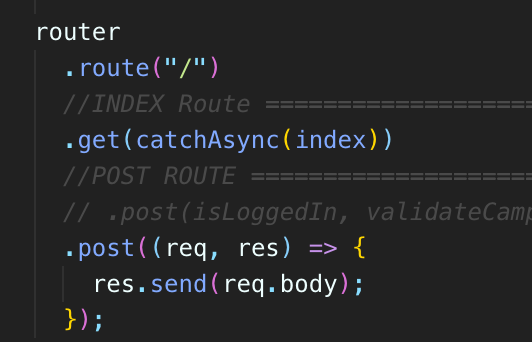 router
.route("/")
//INDEX Route =====================
.get(catchAsync(index))
//POST ROUTE ======================
// .post(isLoggedIn, validateCamp
.post((req, res) => {
res.send(req.body);
});